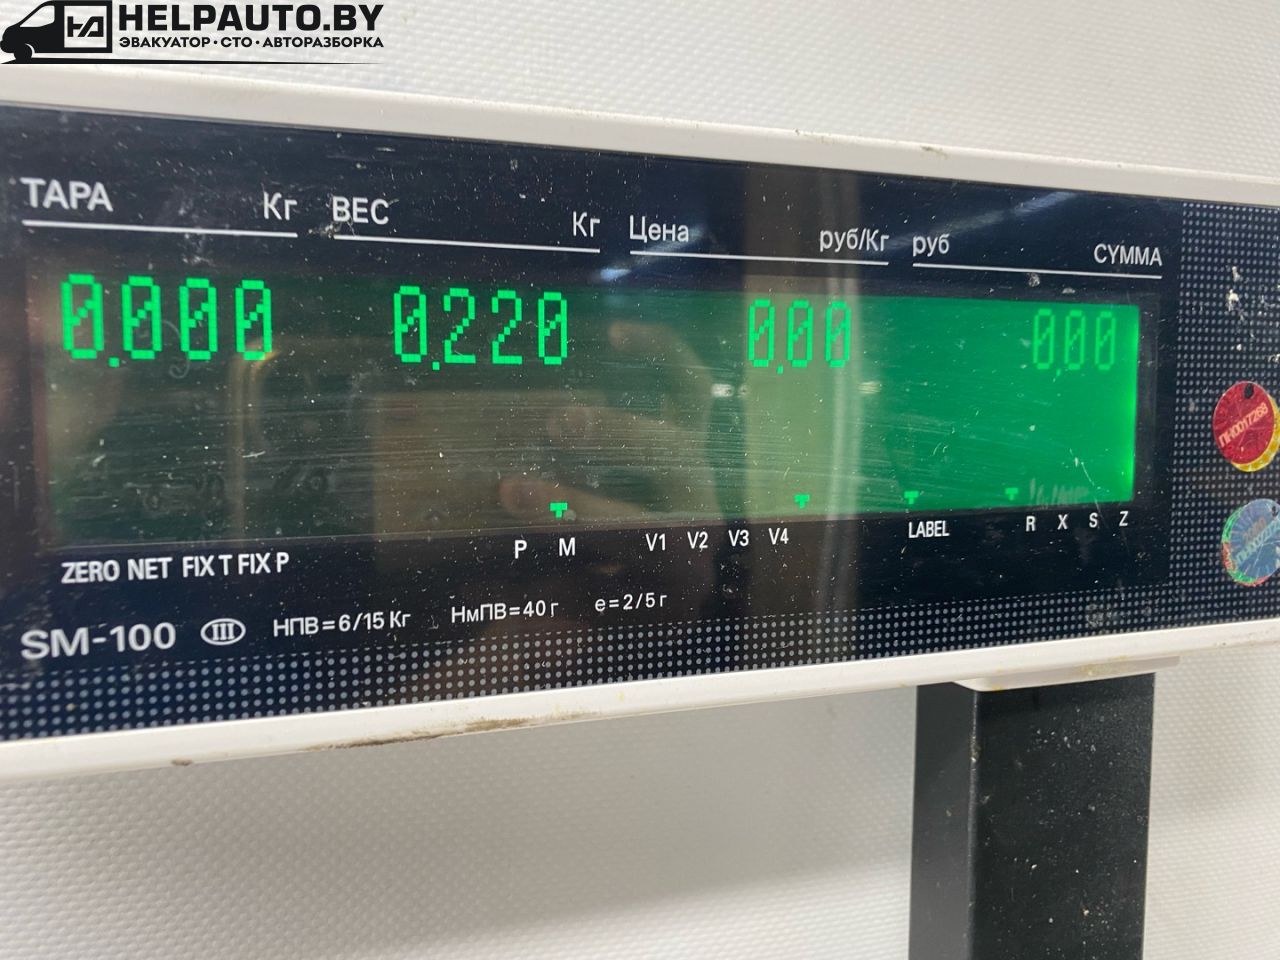 HELPAUTO.BY
ЭВАКУАТОР·СТО·АВТОРАЗБОРКА
ТАРА Кг ВЕС Кг Цена руб/Кг руб СУММА
0.000 0.220 0.00 0.00
ZERO NET FIX T FIX P P M V1 V2 V3 V4 LABEL R X S Z
SM-100 III НПВ=6/15 Кг НмПВ=40 г e=2/5 г